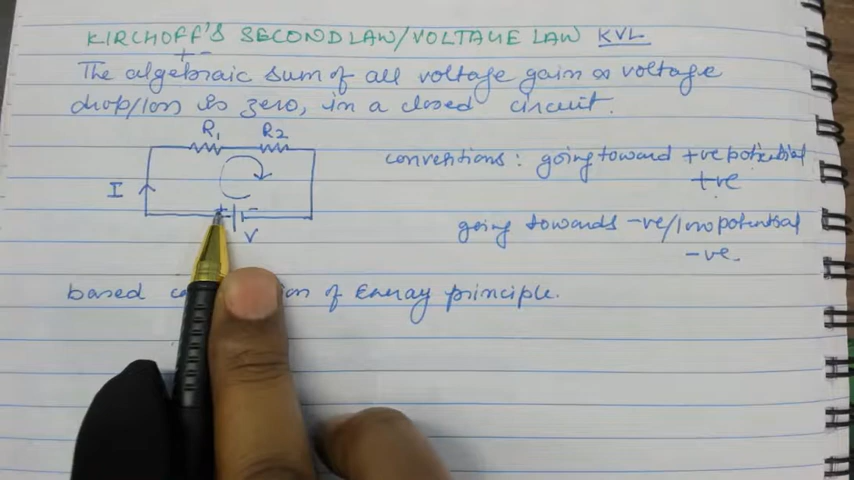 KIRCHOFF'S SECOND LAW/VOLTAGE LAW KVL
+ -
The algebraic sum of all voltage gain or voltage
drop/loss is zero, in a closed circuit.
R1 R2
conventions: going toward +ve potential
+ve
I
+ -
V
going towards -ve/low potential
-ve.
based of Energy principle.